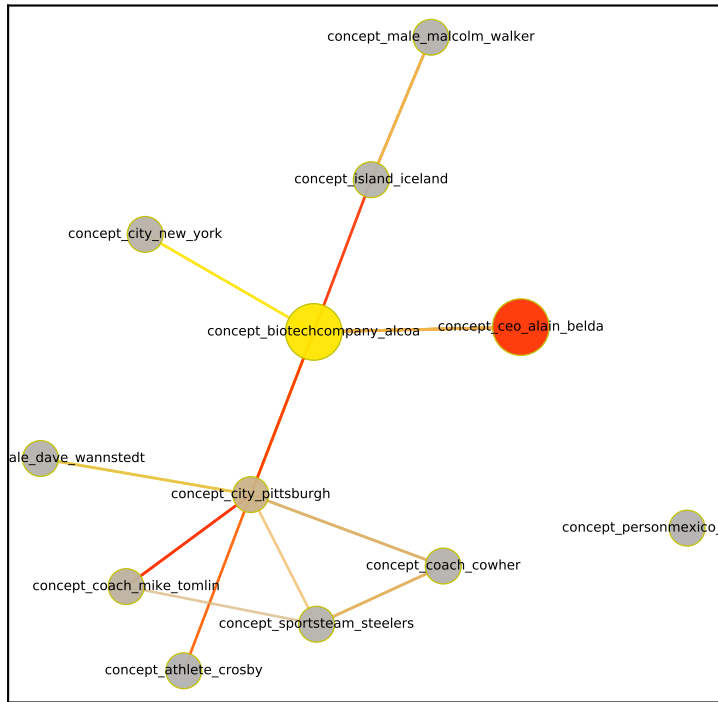 concept_male_malcolm_walker
concept_island_iceland
concept_city_new_york
concept_biotechcompany_alcoa
concept_ceo_alain_belda
ale_dave_wannstedt
concept_city_pittsburgh
concept_personmexico_
concept_coach_cowher
concept_coach_mike_tomlin
concept_sportsteam_steelers
concept_athlete_crosby